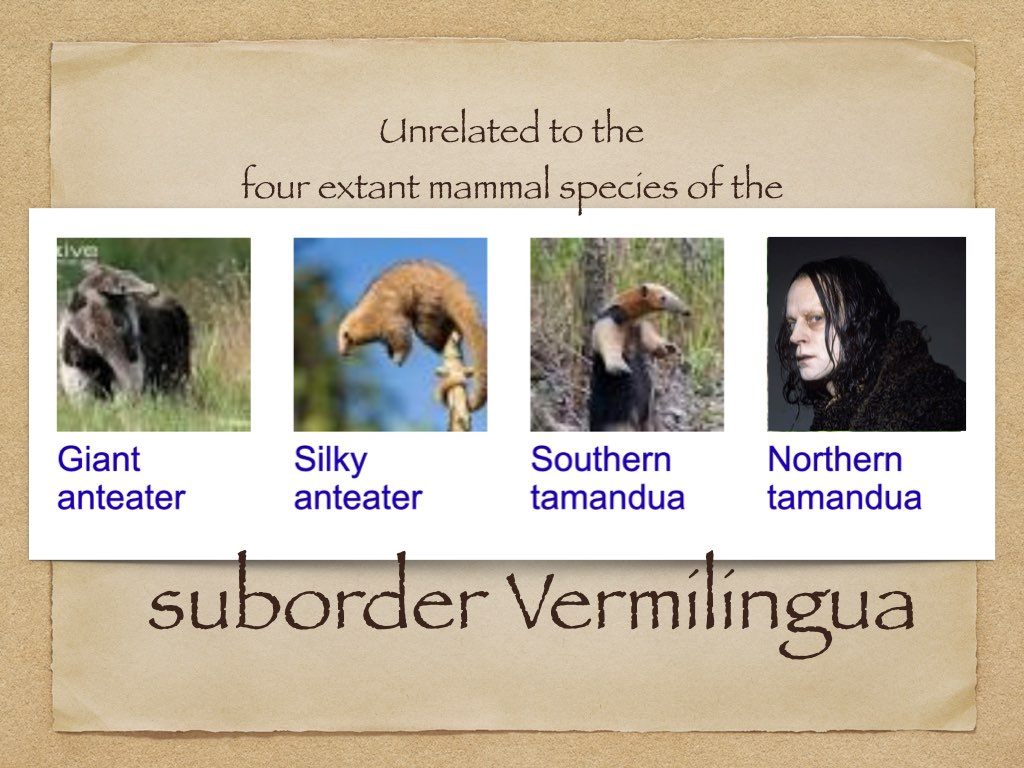 Unrelated to the
four extant mammal species of the
tive
Giant
anteater
Silky
anteater
Southern
tamandua
Northern
tamandua
suborder Vermilingua